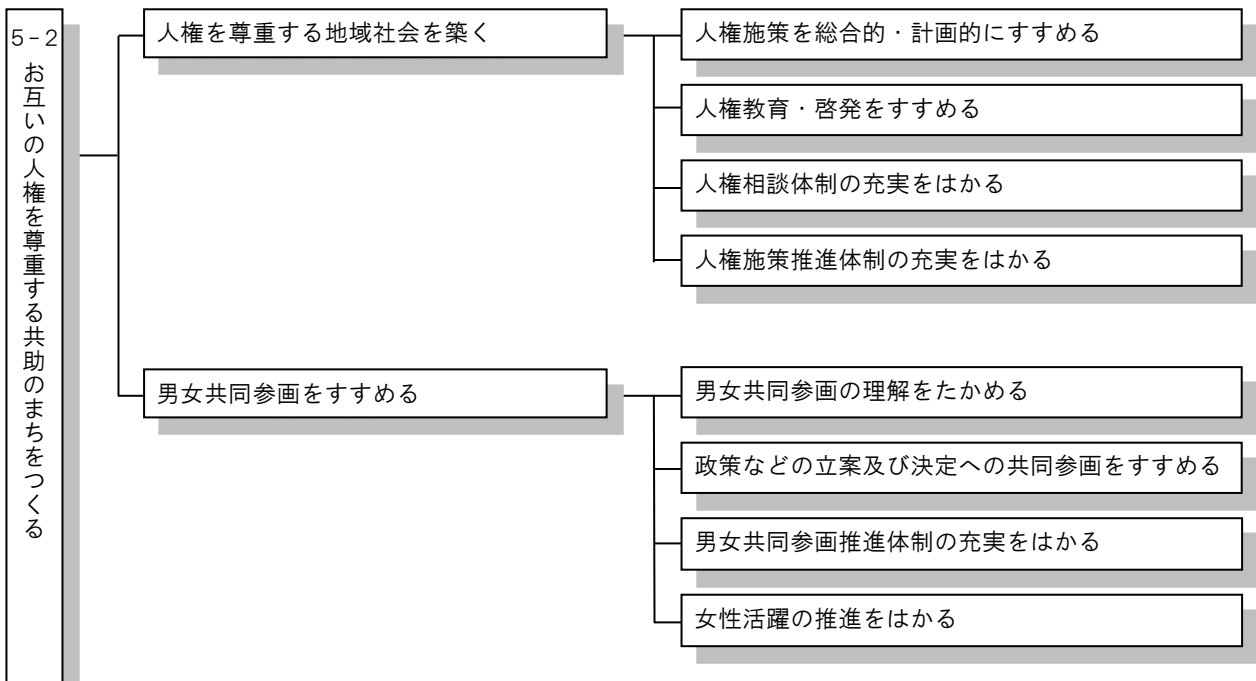 5-2
お互いの人権を尊重する共助のまちをつくる
人権を尊重する地域社会を築く
人権施策を総合的・計画的にすすめる
人権教育・啓発をすすめる
人権相談体制の充実をはかる
人権施策推進体制の充実をはかる
男女共同参画をすすめる
男女共同参画の理解をたかめる
政策などの立案及び決定への共同参画をすすめる
男女共同参画推進体制の充実をはかる
女性活躍の推進をはかる